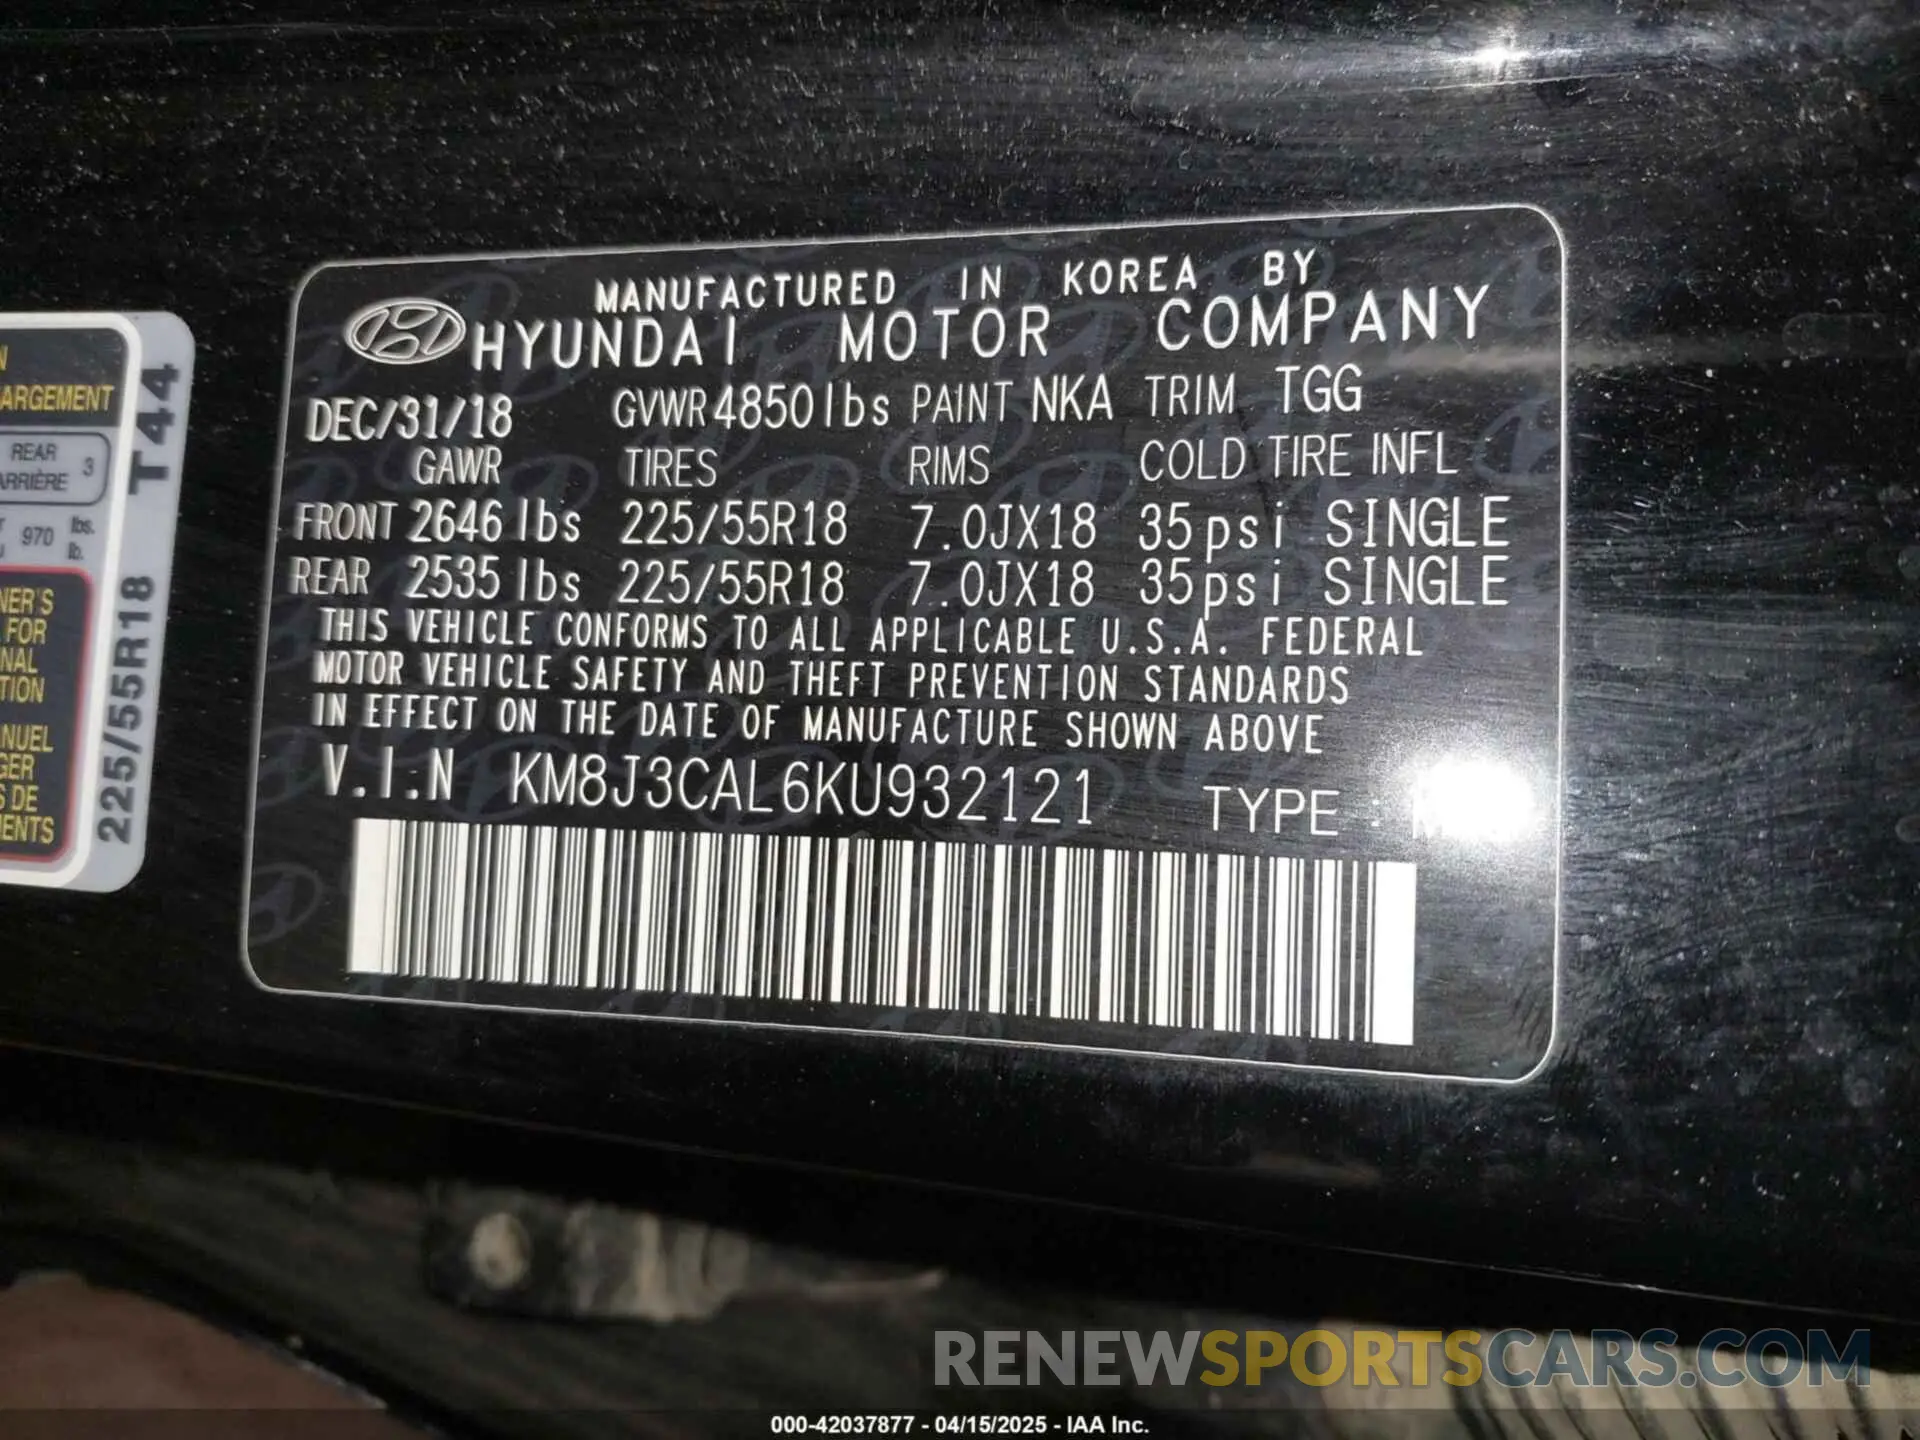 MANUFACTURED IN KOREA BY
HYUNDAI MOTOR COMPANY
DEC/31/18 GVWR 4850 lbs PAINT NKA TRIM TGG
GAWR TIRES RIMS COLD TIRE INFL
FRONT 2646 lbs 225/55R18 7.0JX18 35psi SINGLE
REAR 2535 lbs 225/55R18 7.0JX18 35psi SINGLE
THIS VEHICLE CONFORMS TO ALL APPLICABLE U.S.A. FEDERAL
MOTOR VEHICLE SAFETY AND THEFT PREVENTION STANDARDS
IN EFFECT ON THE DATE OF MANUFACTURE SHOWN ABOVE
V.I.N KM8J3CAL6KU932121 TYPE :
REAR 3
970 lbs.
lb.
FOR
DE
225/55R18 T44
RENEWSPORTSCARS.COM
000-42037877 - 04/15/2025 - IAA Inc.